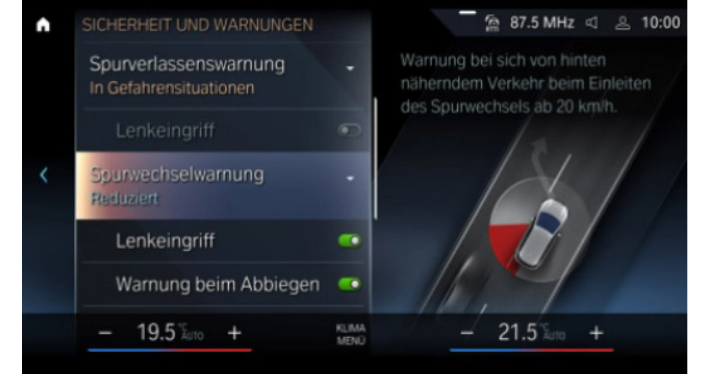 SICHERHEIT UND WARNUNGEN
87.5 MHz
10:00
Spurverlassenswarnung
In Gefahrensituationen
Lenkeingriff
Spurwechselwarnung
Reduziert
Lenkeingriff
Warnung beim Abbiegen
Warnung bei sich von hinten
näherndem Verkehr beim Einleiten
des Spurwechsels ab 20 km/h.
− 19.5 °C AUTO +
KLIMA
MENÜ
− 21.5 °C AUTO +